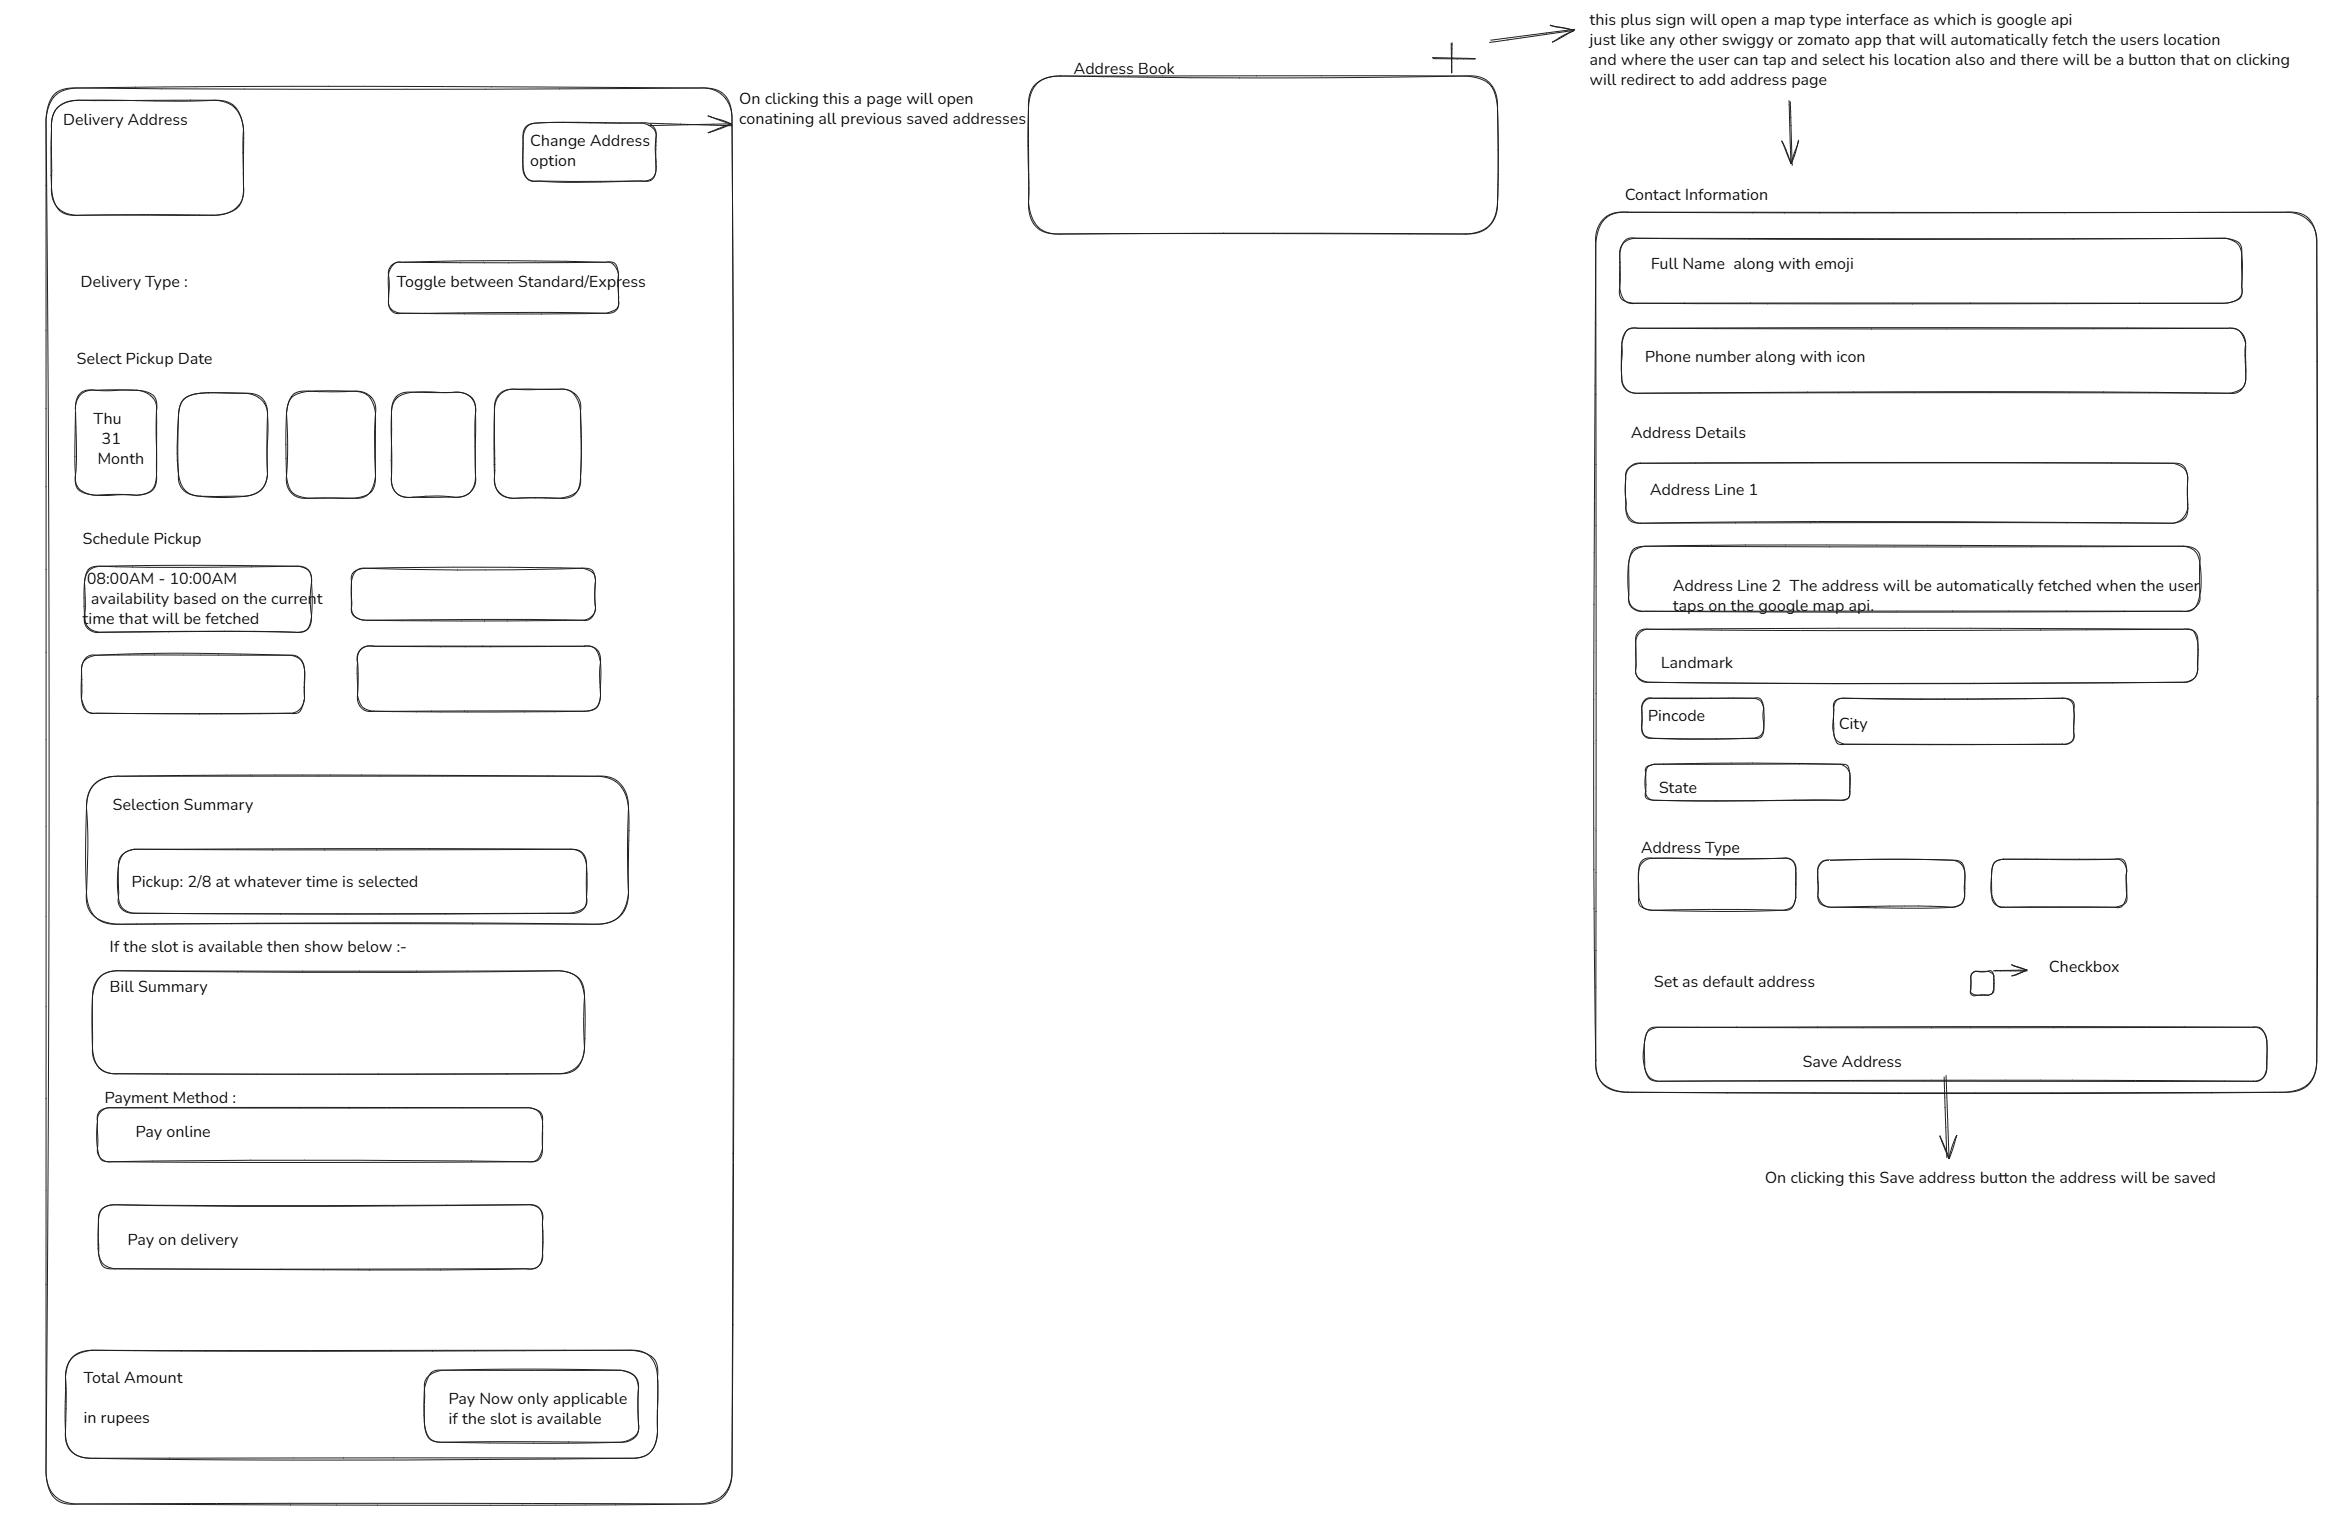 Delivery Address
Change Address
option
On clicking this a page will open
conatining all previous saved addresses
Delivery Type :
Toggle between Standard/Express
Select Pickup Date
Thu
31
Month
Schedule Pickup
08:00AM - 10:00AM
availability based on the current
time that will be fetched
Selection Summary
Pickup: 2/8 at whatever time is selected
If the slot is available then show below :-
Bill Summary
Payment Method :
Pay online
Pay on delivery
Total Amount
in rupees
Pay Now only applicable
if the slot is available
Address Book
this plus sign will open a map type interface as which is google api
just like any other swiggy or zomato app that will automatically fetch the users location
and where the user can tap and select his location also and there will be a button that on clicking
will redirect to add address page
Contact Information
Full Name  along with emoji
Phone number along with icon
Address Details
Address Line 1
Address Line 2  The address will be automatically fetched when the user
taps on the google map api.
Landmark
Pincode
City
State
Address Type
Set as default address
Checkbox
Save Address
On clicking this Save address button the address will be saved